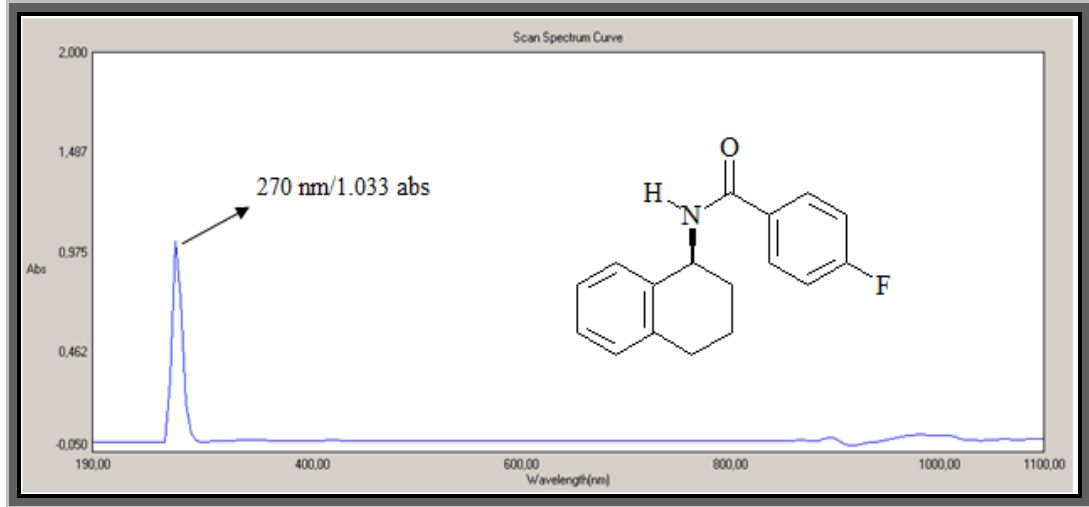 Scan Spectrum Curve
2,000
1,487
270 nm/1.033 abs
0,975
Abs
0,462
-0,050
190,00 400,00 600,00 800,00 1000,00 1100,00
Wavelength(nm)
O
H
N
F